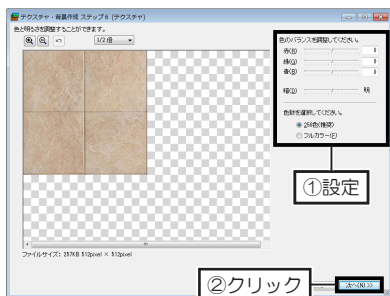 テクスチャ・背景作成 ステップ6 (テクスチャ)
色と明るさを調整することができます。
1/2倍
色のバランスを調整してください。
赤(R) 0
緑(G) 0
青(B) 0
暗(D) 明
色数を選択してください。
256色(推奨)
フルカラー(F)
①設定
ファイルサイズ: 257KB 512pixel × 512pixel
②クリック
次へ(N) >>